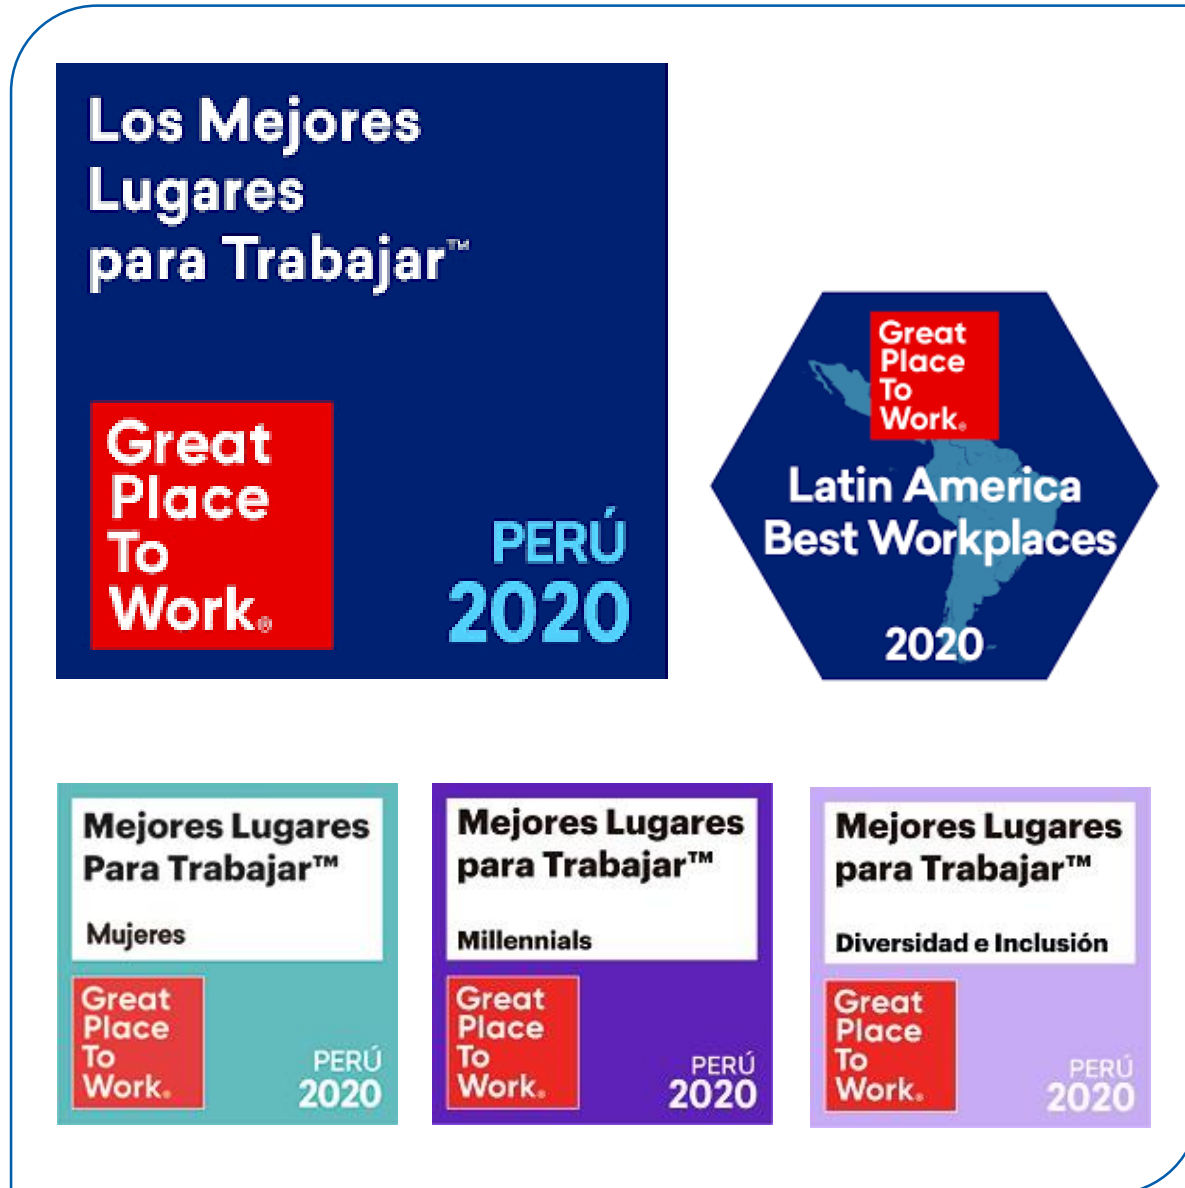 Los Mejores
Lugares
para Trabajar™
Great
Place
To
Work®
PERÚ
2020
Great
Place
To
Work®
Latin America
Best Workplaces
2020
Mejores Lugares
Para Trabajar™
Mujeres
Great
Place
To
Work®
PERÚ
2020
Mejores Lugares
para Trabajar™
Millennials
Great
Place
To
Work®
PERÚ
2020
Mejores Lugares
para Trabajar™
Diversidad e Inclusión
Great
Place
To
Work®
PERÚ
2020